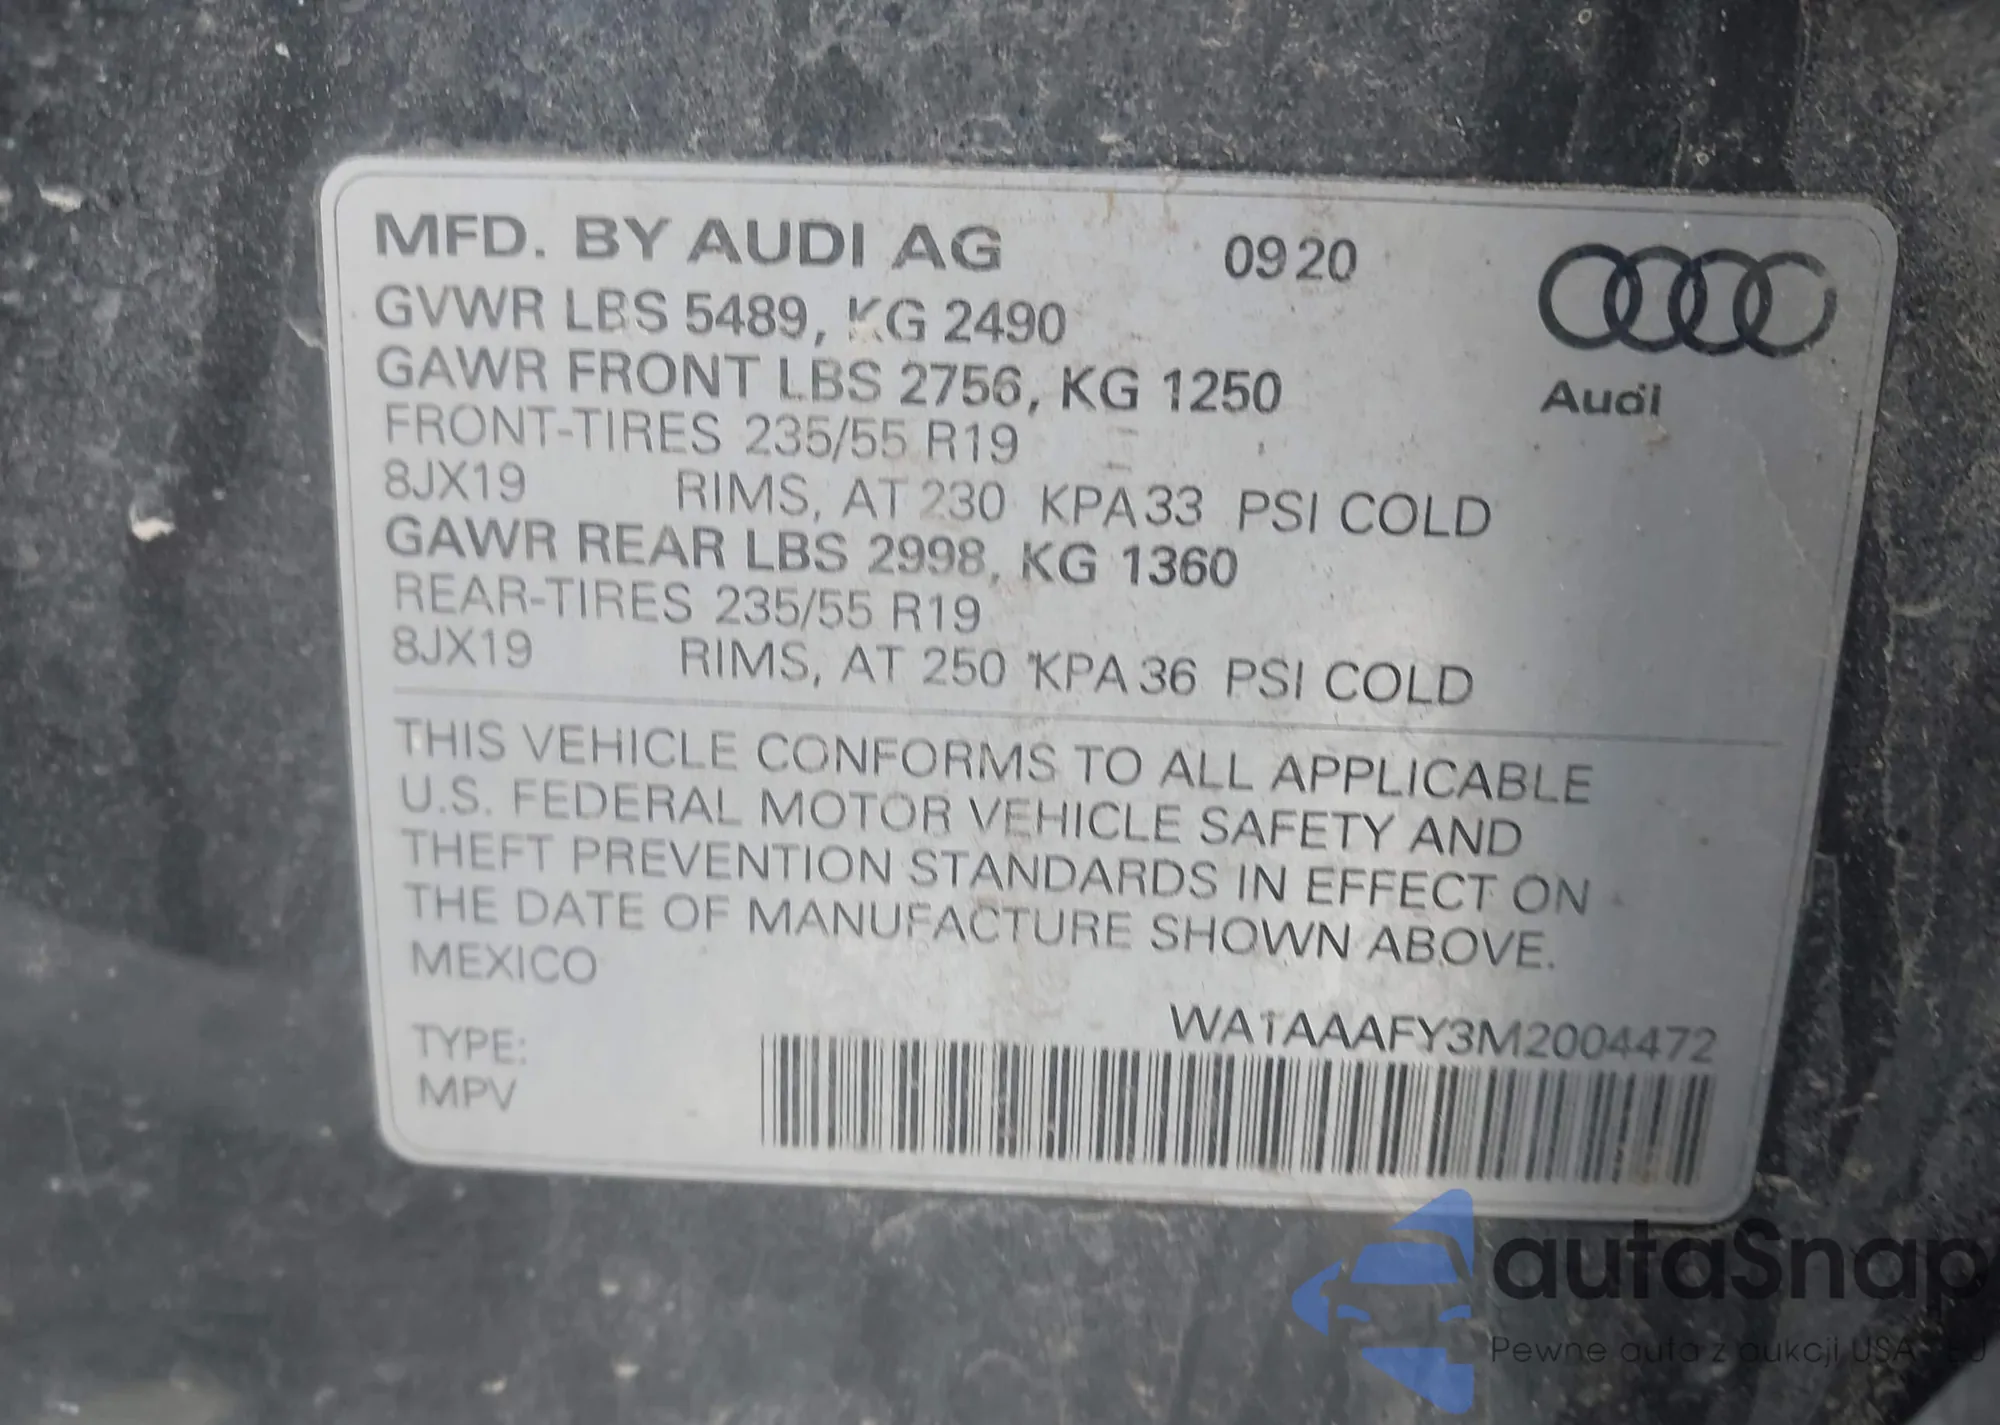 MFD. BY AUDI AG 0920
GVWR LBS 5489, KG 2490
GAWR FRONT LBS 2756, KG 1250
Audi
FRONT-TIRES 235/55 R19
8JX19 RIMS, AT 230 KPA 33 PSI COLD
GAWR REAR LBS 2998, KG 1360
REAR-TIRES 235/55 R19
8JX19 RIMS, AT 250 KPA 36 PSI COLD
THIS VEHICLE CONFORMS TO ALL APPLICABLE
U.S. FEDERAL MOTOR VEHICLE SAFETY AND
THEFT PREVENTION STANDARDS IN EFFECT ON
THE DATE OF MANUFACTURE SHOWN ABOVE.
MEXICO
WA1AAAFY3M2004472
TYPE:
MPV
autaSnap
Pewne auta z aukcji USA